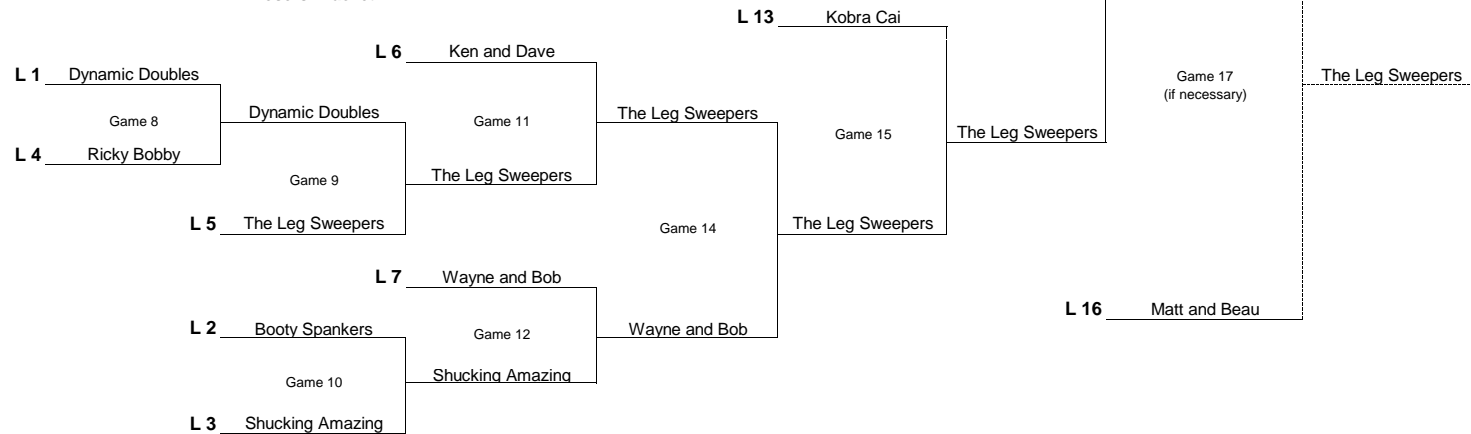 L 13 Kobra Cai
L 6 Ken and Dave
L 1 Dynamic Doubles
Game 17
(if necessary)
The Leg Sweepers
Dynamic Doubles
The Leg Sweepers
Game 8
Game 11
Game 15
The Leg Sweepers
L 4 Ricky Bobby
Game 9
The Leg Sweepers
L 5 The Leg Sweepers
Game 14
The Leg Sweepers
L 7 Wayne and Bob
L 16 Matt and Beau
L 2 Booty Spankers
Game 12
Wayne and Bob
Game 10
Shucking Amazing
L 3 Shucking Amazing